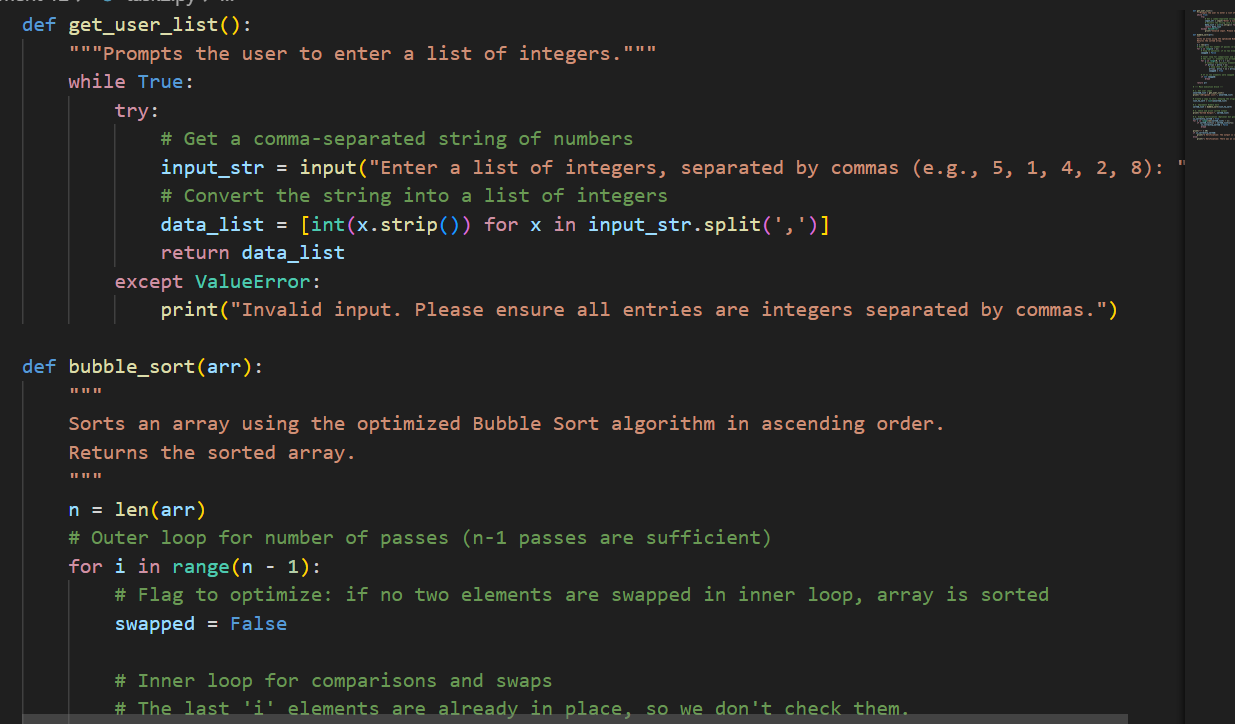 def get_user_list():
    """Prompts the user to enter a list of integers."""
    while True:
        try:
            # Get a comma-separated string of numbers
            input_str = input("Enter a list of integers, separated by commas (e.g., 5, 1, 4, 2, 8): "
            # Convert the string into a list of integers
            data_list = [int(x.strip()) for x in input_str.split(',')]
            return data_list
        except ValueError:
            print("Invalid input. Please ensure all entries are integers separated by commas.")

def bubble_sort(arr):
    """
    Sorts an array using the optimized Bubble Sort algorithm in ascending order.
    Returns the sorted array.
    """
    n = len(arr)
    # Outer loop for number of passes (n-1 passes are sufficient)
    for i in range(n - 1):
        # Flag to optimize: if no two elements are swapped in inner loop, array is sorted
        swapped = False

        # Inner loop for comparisons and swaps
        # The last 'i' elements are already in place, so we don't check them.